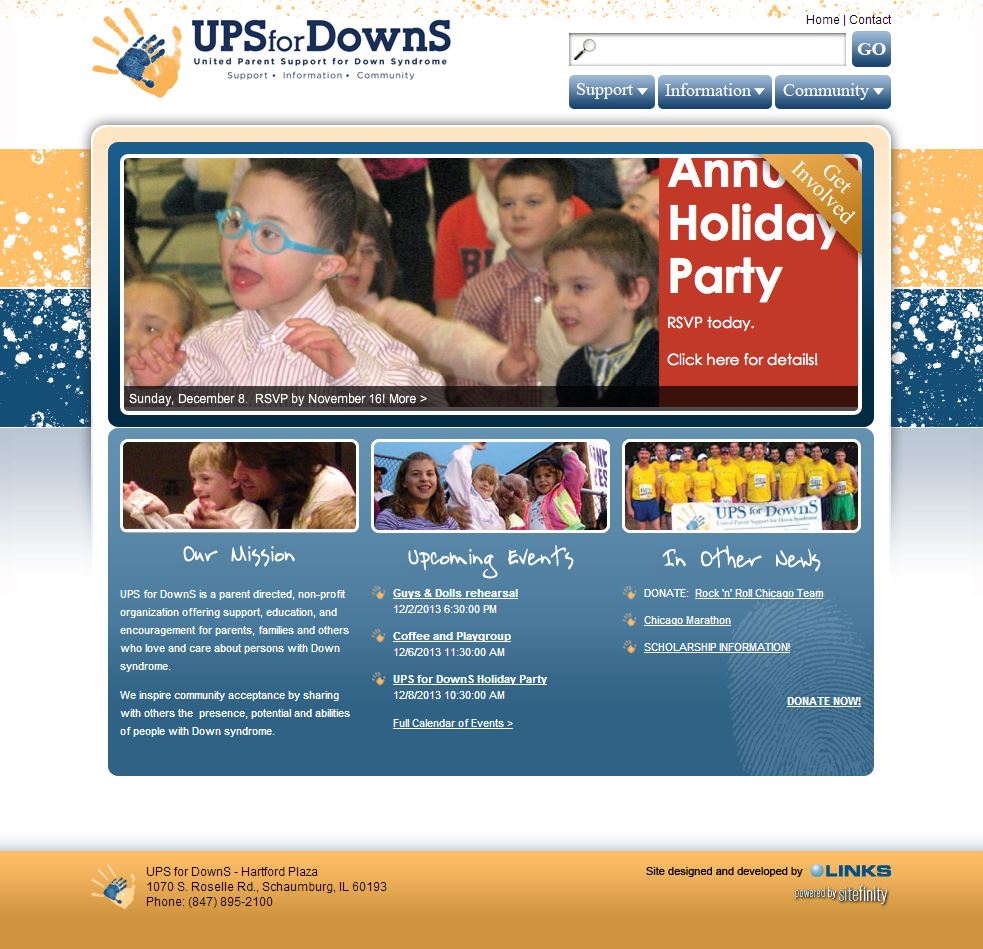 UPSforDownS
United Parent Support for Down Syndrome
Support • Information • Community
Home | Contact
GO
Support
Information
Community
Get
Involved
Holiday
Party
RSVP today.
Click here for details!
Sunday, December 8. RSVP by November 16! More >
UPS for DownS
United Parent Support for Down Syndrome
Our Mission
UPS for DownS is a parent directed, non-profit
organization offering support, education, and
encouragement for parents, families and others
who love and care about persons with Down
syndrome.
We inspire community acceptance by sharing
with others the presence, potential and abilities
of people with Down syndrome.
Upcoming Events
Guys & Dolls rehearsal
12/2/2013 6:30:00 PM
Coffee and Playgroup
12/6/2013 11:30:00 AM
UPS for DownS Holiday Party
12/8/2013 10:30:00 AM
Full Calendar of Events >
In Other News
DONATE: Rock 'n' Roll Chicago Team
Chicago Marathon
SCHOLARSHIP INFORMATION!
DONATE NOW!
UPS for DownS - Hartford Plaza
1070 S. Roselle Rd., Schaumburg, IL 60193
Phone: (847) 895-2100
Site designed and developed by LINKS
powered by sitefinity